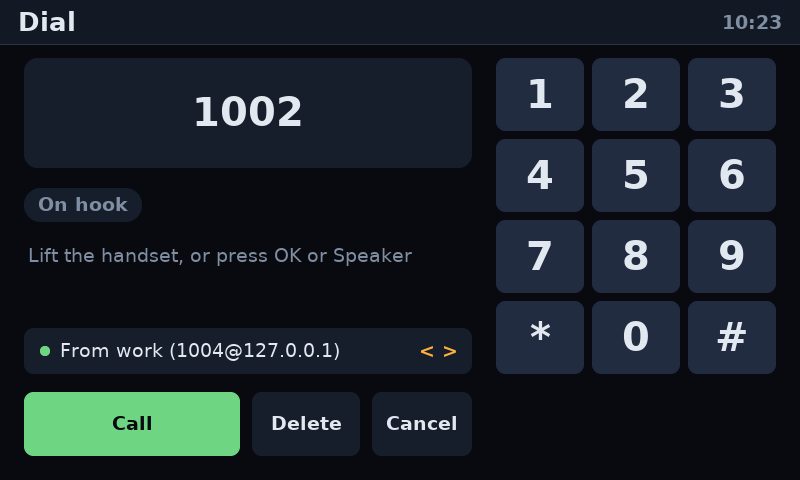 Dial
10:23
1002
On hook
Lift the handset, or press OK or Speaker
From work (1004@127.0.0.1) < >
Call Delete Cancel
1 2 3
4 5 6
7 8 9
* 0 #